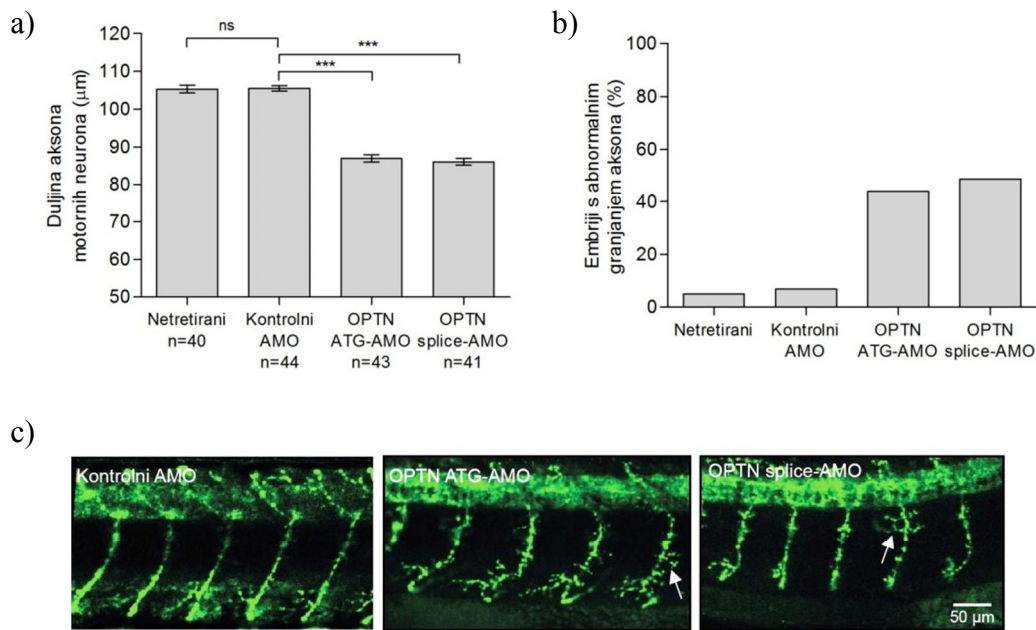 a)
ns
***
***
Duljina aksona
motornih neurona (μm)
120
110
100
90
80
70
60
50
Netretirani
n=40
Kontrolni
AMO
n=44
OPTN
ATG-AMO
n=43
OPTN
splice-AMO
n=41
b)
Embriji s abnormalnim
granjanjem aksona (%)
100
80
60
40
20
0
Netretirani
Kontrolni
AMO
OPTN
ATG-AMO
OPTN
splice-AMO
c)
Kontrolni AMO
OPTN ATG-AMO
OPTN splice-AMO
50 μm